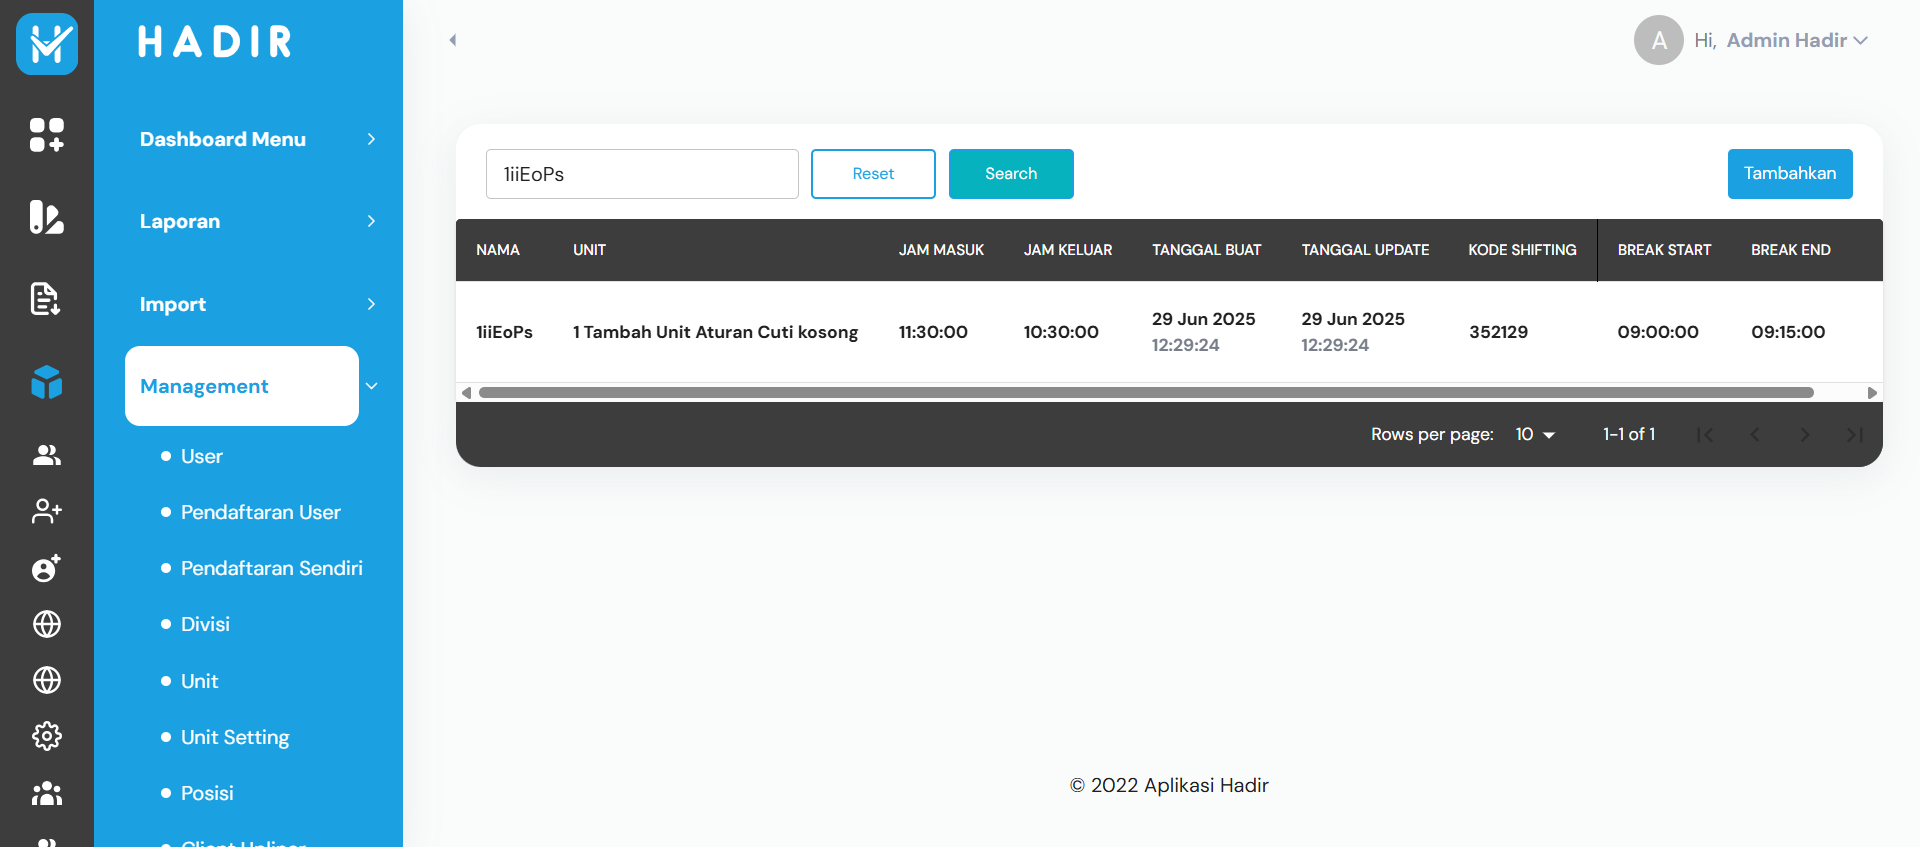 HADIR
A
Hi, Admin Hadir
Dashboard Menu
Laporan
Import
Management
User
Pendaftaran User
Pendaftaran Sendiri
Divisi
Unit
Unit Setting
Posisi
1iiEoPs
Reset
Search
Tambahkan
NAMA UNIT JAM MASUK JAM KELUAR TANGGAL BUAT TANGGAL UPDATE KODE SHIFTING BREAK START BREAK END
1iiEoPs 1 Tambah Unit Aturan Cuti kosong 11:30:00 10:30:00 29 Jun 2025 29 Jun 2025 352129 09:00:00 09:15:00
12:29:24 12:29:24
Rows per page: 10 1-1 of 1
© 2022 Aplikasi Hadir